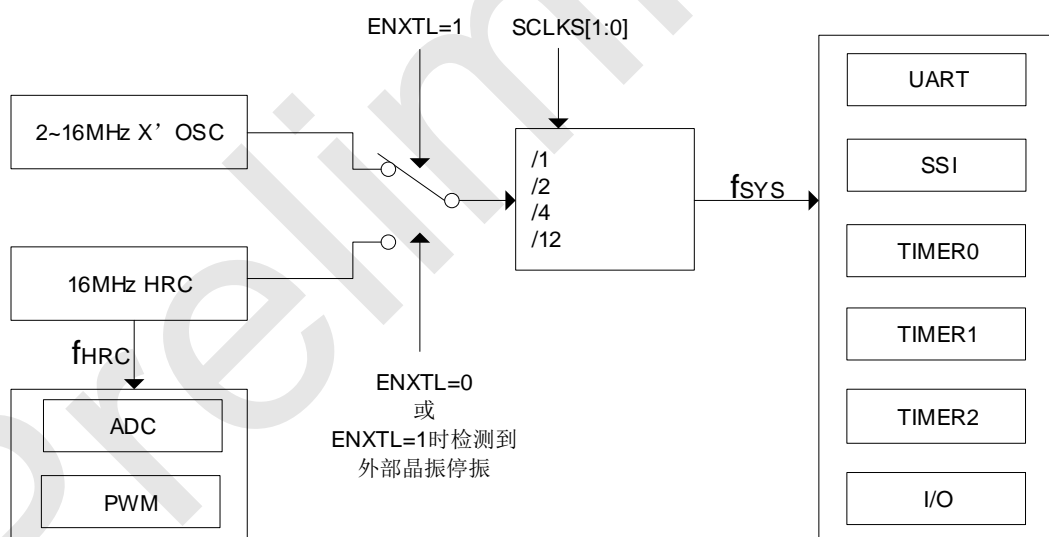 ENXTL=1
SCLKS[1:0]
2~16MHz X’ OSC
16MHz HRC
fHRC
ADC
PWM
/1
/2
/4
/12
ENXTL=0
或
ENXTL=1时检测到
外部晶振停振
fSYS
UART
SSI
TIMER0
TIMER1
TIMER2
I/O
Prelim